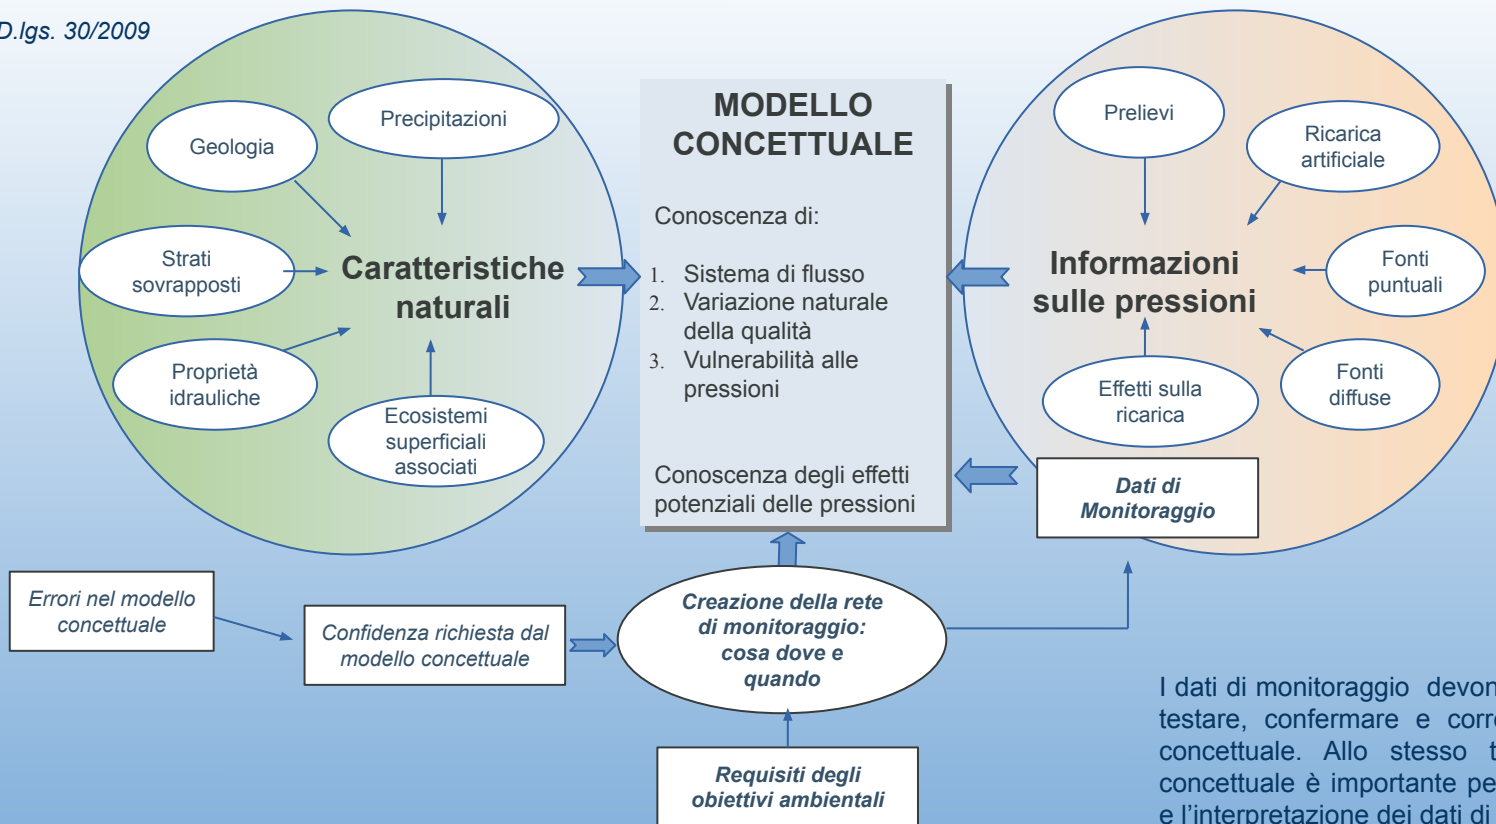 D.lgs. 30/2009
Precipitazioni
Geologia
Strati
sovrapposti
Proprietà
idrauliche
Ecosistemi
superficiali
associati
Caratteristiche
naturali
MODELLO
CONCETTUALE
Conoscenza di:
1. Sistema di flusso
2. Variazione naturale
della qualità
3. Vulnerabilità alle
pressioni
Conoscenza degli effetti
potenziali delle pressioni
Prelievi
Ricarica
artificiale
Fonti
puntuali
Fonti
diffuse
Effetti sulla
ricarica
Informazioni
sulle pressioni
Dati di
Monitoraggio
Errori nel modello
concettuale
Confidenza richiesta dal
modello concettuale
Creazione della rete
di monitoraggio:
cosa dove e
quando
Requisiti degli
obiettivi ambientali
I dati di monitoraggio
testare, confermare e
concettuale. Allo stesso
concettuale è importante
e l'interpretazione dei dati di